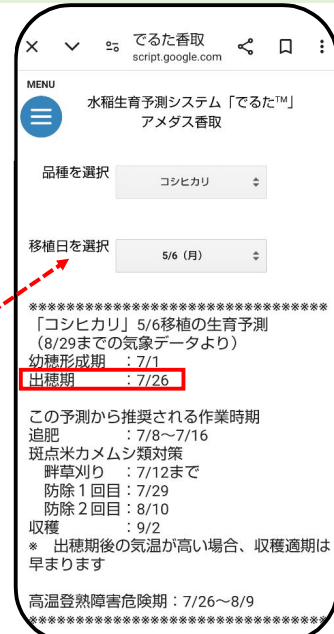 でるた香取
script.google.com
MENU
水稲生育予測システム「でるた™」
アメダス香取
品種を選択
コシヒカリ
移植日を選択
5/6（月）
********************************
「コシヒカリ」5/6移植の生育予測
（8/29までの気象データより）
幼穂形成期　：7/1
出穂期　　　：7/26
この予測から推奨される作業時期
追肥　　　　：7/8～7/16
斑点米カメムシ類対策
　畔草刈り　：7/12まで
　防除１回目：7/29
　防除２回目：8/10
収穫　　　　：9/2
*　出穂期後の気温が高い場合、収穫適期は
早まります
高温登熟障害危険期：7/26～8/9
********************************